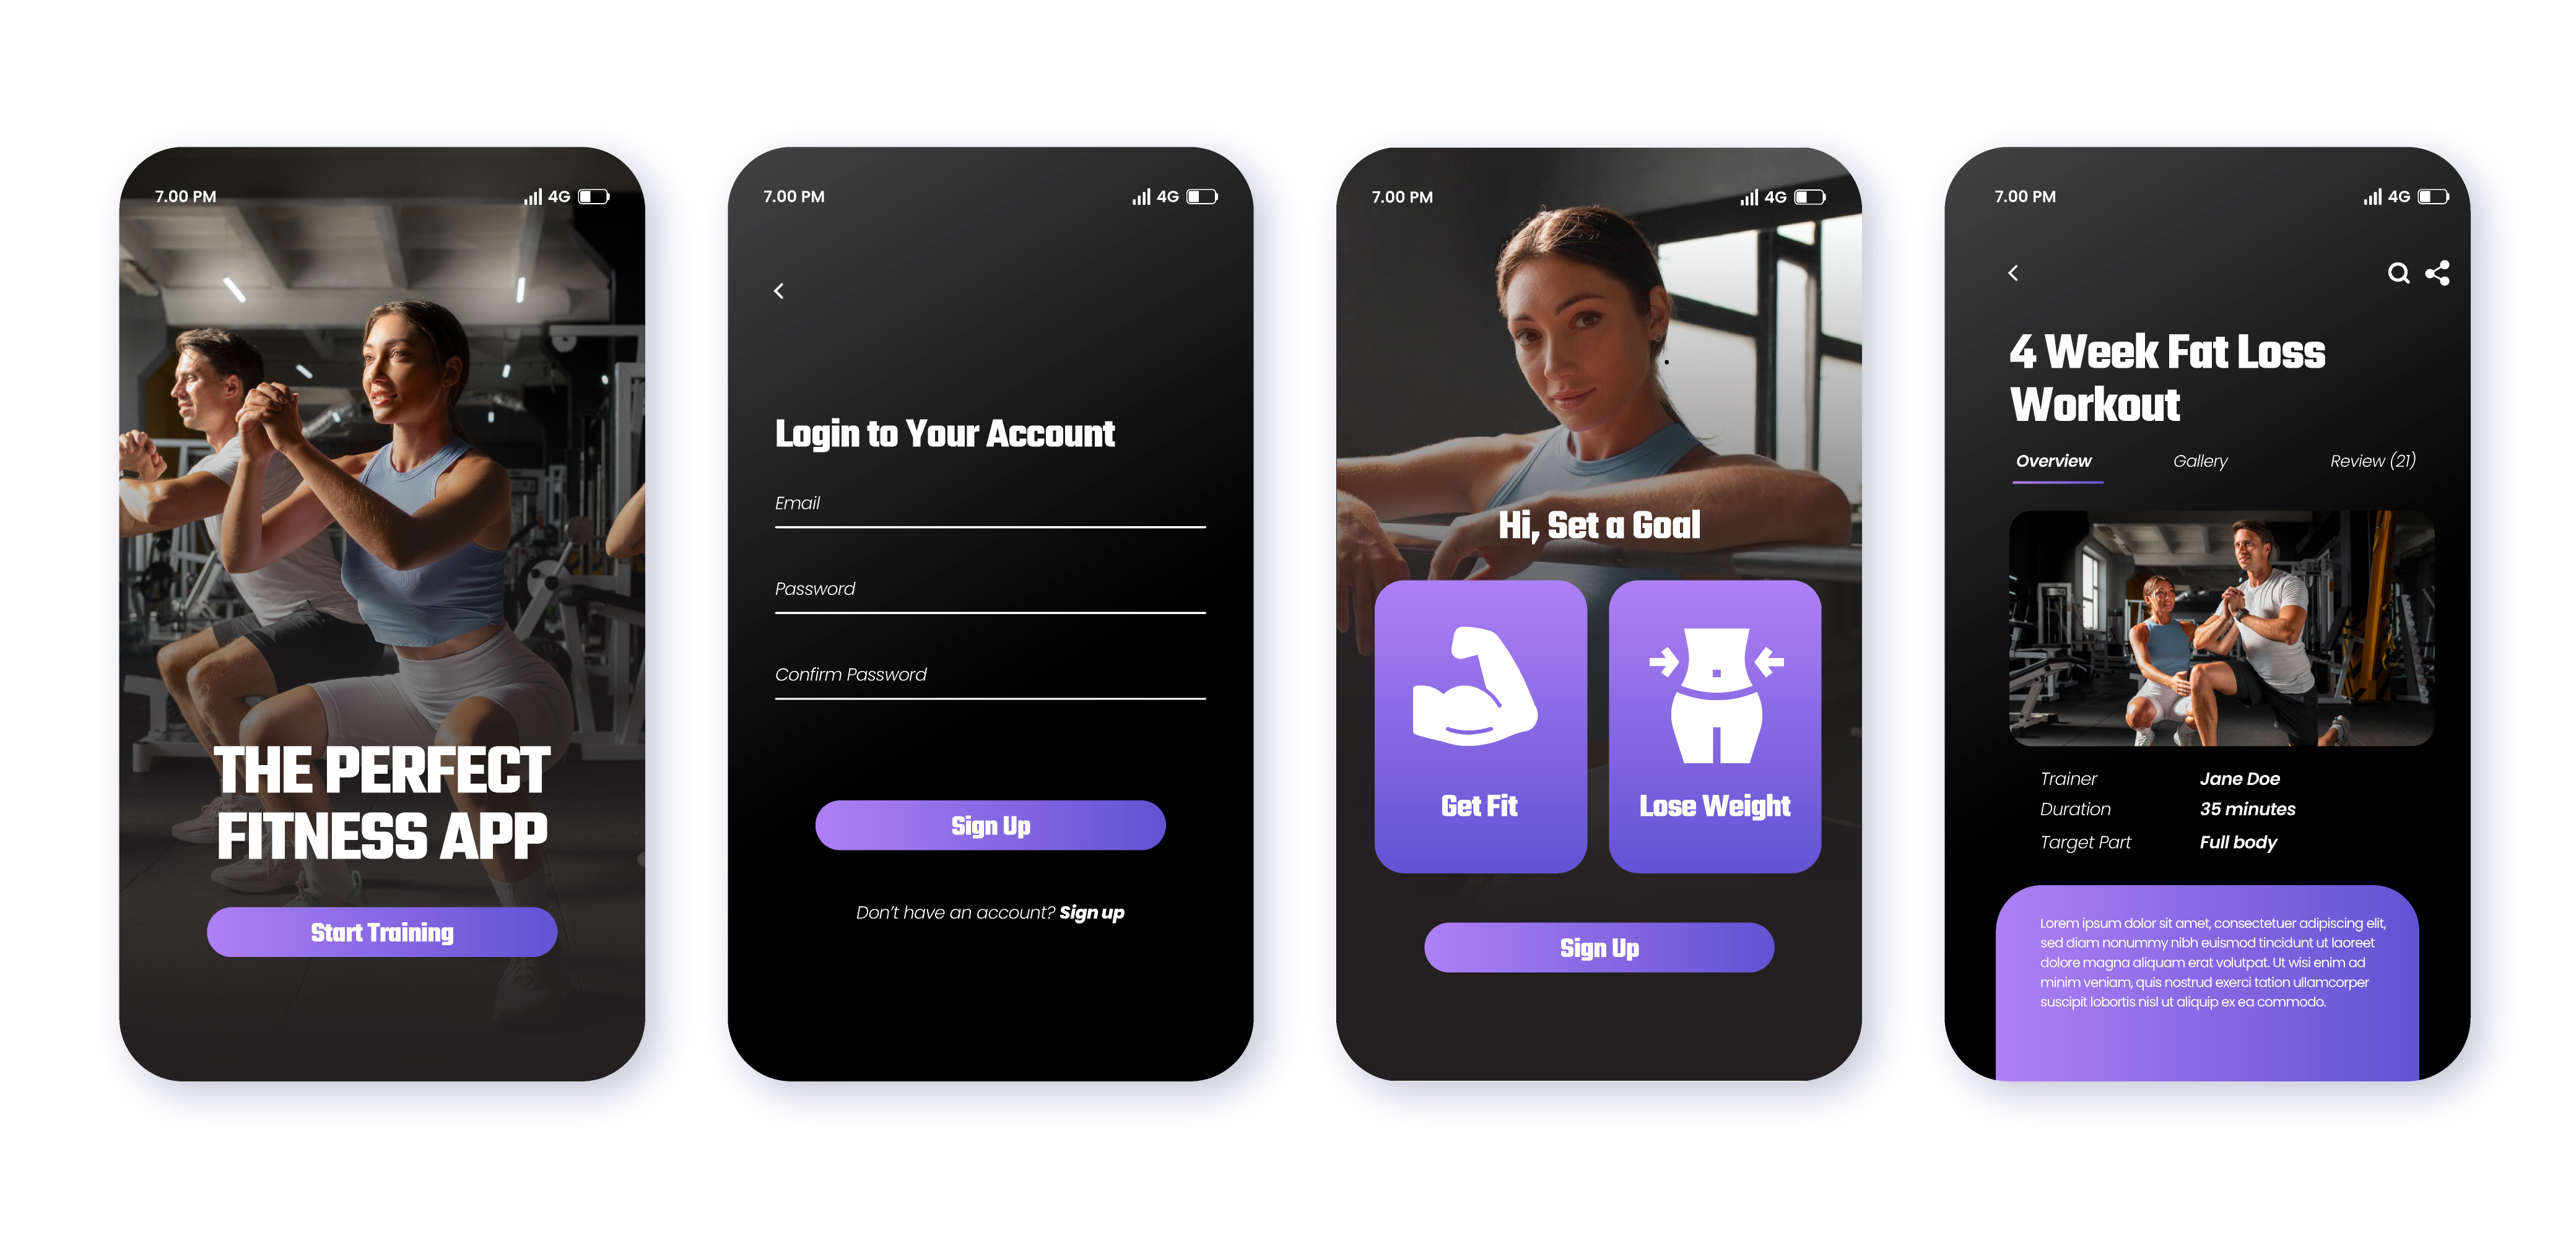 7.00 PM
4G
THE PERFECT
FITNESS APP
Start Training
7.00 PM
4G
Login to Your Account
Email
Password
Confirm Password
Sign Up
Don't have an account? Sign up
7.00 PM
4G
Hi, Set a Goal
Get Fit
Lose Weight
Sign Up
7.00 PM
4G
4 Week Fat Loss
Workout
Overview Gallery Review (21)
Trainer Jane Doe
Duration 35 minutes
Target Part Full body
Lorem ipsum dolor sit amet, consectetuer adipiscing elit,
sed diam nonummy nibh euismod tincidunt ut laoreet
dolore magna aliquam erat volutpat. Ut wisi enim ad
minim veniam, quis nostrud exerci tation ullamcorper
suscipit lobortis nisl ut aliquip ex ea commodo.